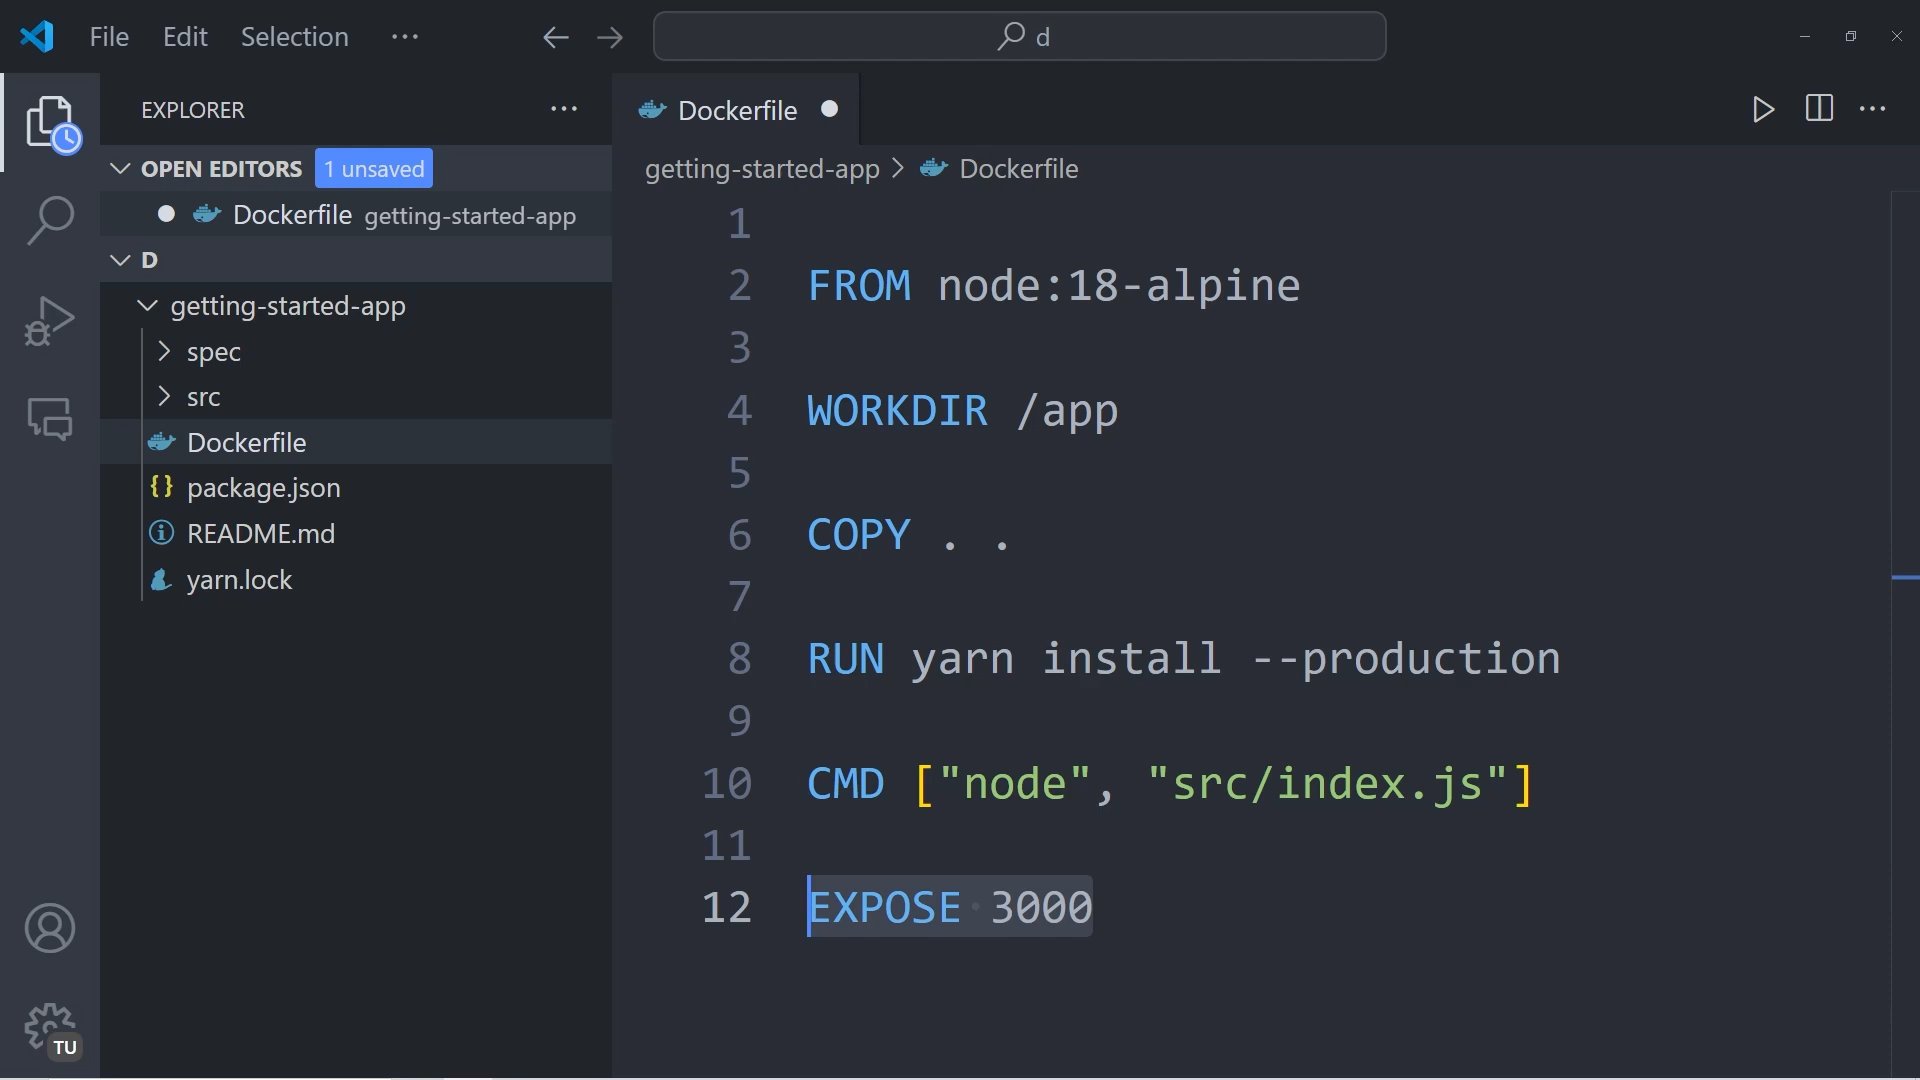 File Edit Selection ···
d
EXPLORER ···
OPEN EDITORS 1 unsaved
Dockerfile getting-started-app
D
getting-started-app
spec
src
Dockerfile
{} package.json
README.md
yarn.lock
TU
Dockerfile
···
getting-started-app > Dockerfile
1
2 FROM node:18-alpine
3
4 WORKDIR /app
5
6 COPY . .
7
8 RUN yarn install --production
9
10 CMD ["node", "src/index.js"]
11
12 EXPOSE 3000